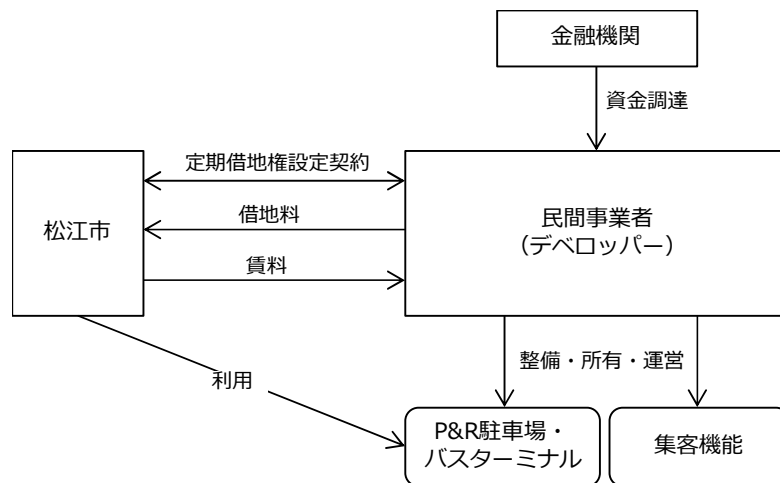 金融機関
資金調達
定期借地権設定契約
松江市
借地料
民間事業者
（デベロッパー）
賃料
整備・所有・運営
利用
P&R駐車場・
バスターミナル
集客機能